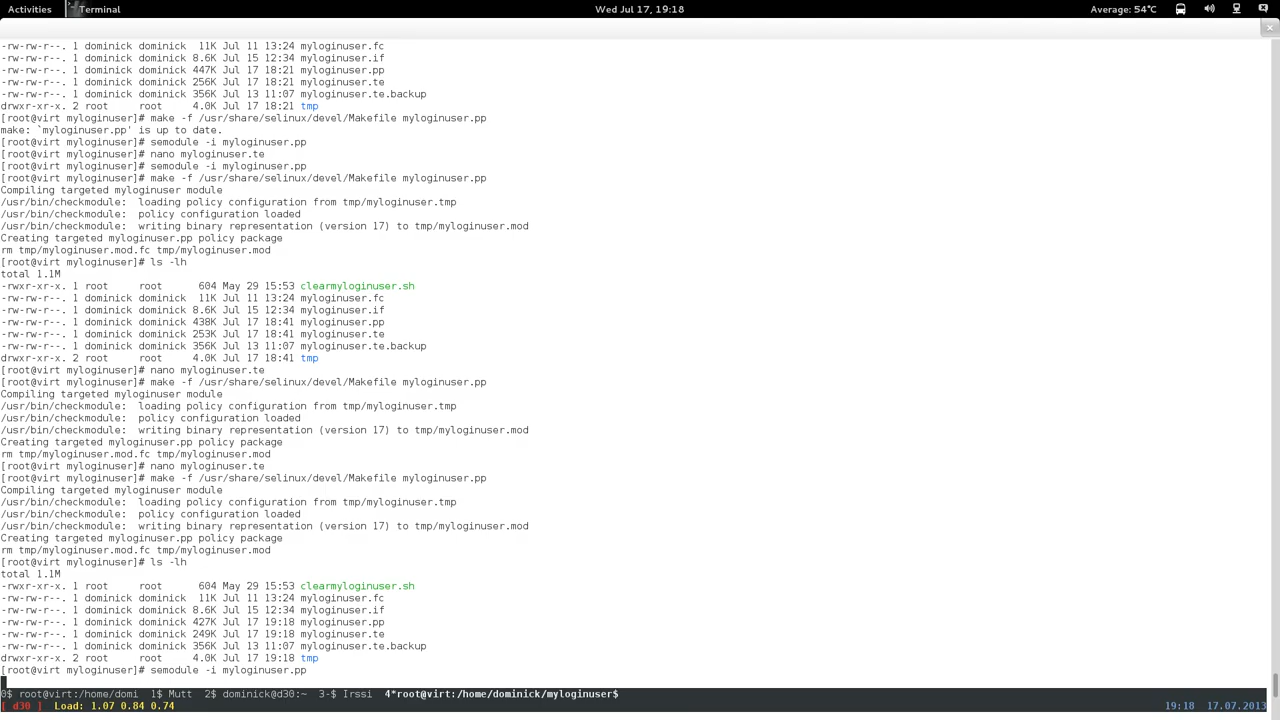 Activities Terminal Wed Jul 17, 19:18 Average: 54°C
-rw-rw-r--. 1 dominick dominick  11K Jul 11 13:24 myloginuser.fc
-rw-rw-r--. 1 dominick dominick 8.6K Jul 15 12:34 myloginuser.if
-rw-rw-r--. 1 dominick dominick 447K Jul 17 18:21 myloginuser.pp
-rw-rw-r--. 1 dominick dominick 256K Jul 17 18:21 myloginuser.te
-rw-rw-r--. 1 dominick dominick 356K Jul 13 11:07 myloginuser.te.backup
drwxr-xr-x. 2 root     root     4.0K Jul 17 18:21 tmp
[root@virt myloginuser]# make -f /usr/share/selinux/devel/Makefile myloginuser.pp
make: `myloginuser.pp' is up to date.
[root@virt myloginuser]# semodule -i myloginuser.pp
[root@virt myloginuser]# nano myloginuser.te
[root@virt myloginuser]# semodule -i myloginuser.pp
[root@virt myloginuser]# make -f /usr/share/selinux/devel/Makefile myloginuser.pp
Compiling targeted myloginuser module
/usr/bin/checkmodule:  loading policy configuration from tmp/myloginuser.tmp
/usr/bin/checkmodule:  policy configuration loaded
/usr/bin/checkmodule:  writing binary representation (version 17) to tmp/myloginuser.mod
Creating targeted myloginuser.pp policy package
rm tmp/myloginuser.mod.fc tmp/myloginuser.mod
[root@virt myloginuser]# ls -lh
total 1.1M
-rwxr-xr-x. 1 root     root      604 May 29 15:53 clearmyloginuser.sh
-rw-rw-r--. 1 dominick dominick  11K Jul 11 13:24 myloginuser.fc
-rw-rw-r--. 1 dominick dominick 8.6K Jul 15 12:34 myloginuser.if
-rw-rw-r--. 1 dominick dominick 438K Jul 17 18:41 myloginuser.pp
-rw-rw-r--. 1 dominick dominick 253K Jul 17 18:41 myloginuser.te
-rw-rw-r--. 1 dominick dominick 356K Jul 13 11:07 myloginuser.te.backup
drwxr-xr-x. 2 root     root     4.0K Jul 17 18:41 tmp
[root@virt myloginuser]# nano myloginuser.te
[root@virt myloginuser]# make -f /usr/share/selinux/devel/Makefile myloginuser.pp
Compiling targeted myloginuser module
/usr/bin/checkmodule:  loading policy configuration from tmp/myloginuser.tmp
/usr/bin/checkmodule:  policy configuration loaded
/usr/bin/checkmodule:  writing binary representation (version 17) to tmp/myloginuser.mod
Creating targeted myloginuser.pp policy package
rm tmp/myloginuser.mod.fc tmp/myloginuser.mod
[root@virt myloginuser]# nano myloginuser.te
[root@virt myloginuser]# make -f /usr/share/selinux/devel/Makefile myloginuser.pp
Compiling targeted myloginuser module
/usr/bin/checkmodule:  loading policy configuration from tmp/myloginuser.tmp
/usr/bin/checkmodule:  policy configuration loaded
/usr/bin/checkmodule:  writing binary representation (version 17) to tmp/myloginuser.mod
Creating targeted myloginuser.pp policy package
rm tmp/myloginuser.mod.fc tmp/myloginuser.mod
[root@virt myloginuser]# ls -lh
total 1.1M
-rwxr-xr-x. 1 root     root      604 May 29 15:53 clearmyloginuser.sh
-rw-rw-r--. 1 dominick dominick  11K Jul 11 13:24 myloginuser.fc
-rw-rw-r--. 1 dominick dominick 8.6K Jul 15 12:34 myloginuser.if
-rw-rw-r--. 1 dominick dominick 427K Jul 17 19:18 myloginuser.pp
-rw-rw-r--. 1 dominick dominick 249K Jul 17 19:18 myloginuser.te
-rw-rw-r--. 1 dominick dominick 356K Jul 13 11:07 myloginuser.te.backup
drwxr-xr-x. 2 root     root     4.0K Jul 17 19:18 tmp
[root@virt myloginuser]# semodule -i myloginuser.pp
0$ root@virt:/home/domi  1$ Mutt  2$ dominick@d30:~  3-$ Irssi  4*root@virt:/home/dominick/myloginuser$
[ d30 ]  Load: 1.07 0.84 0.74 19:18 17.07.2013